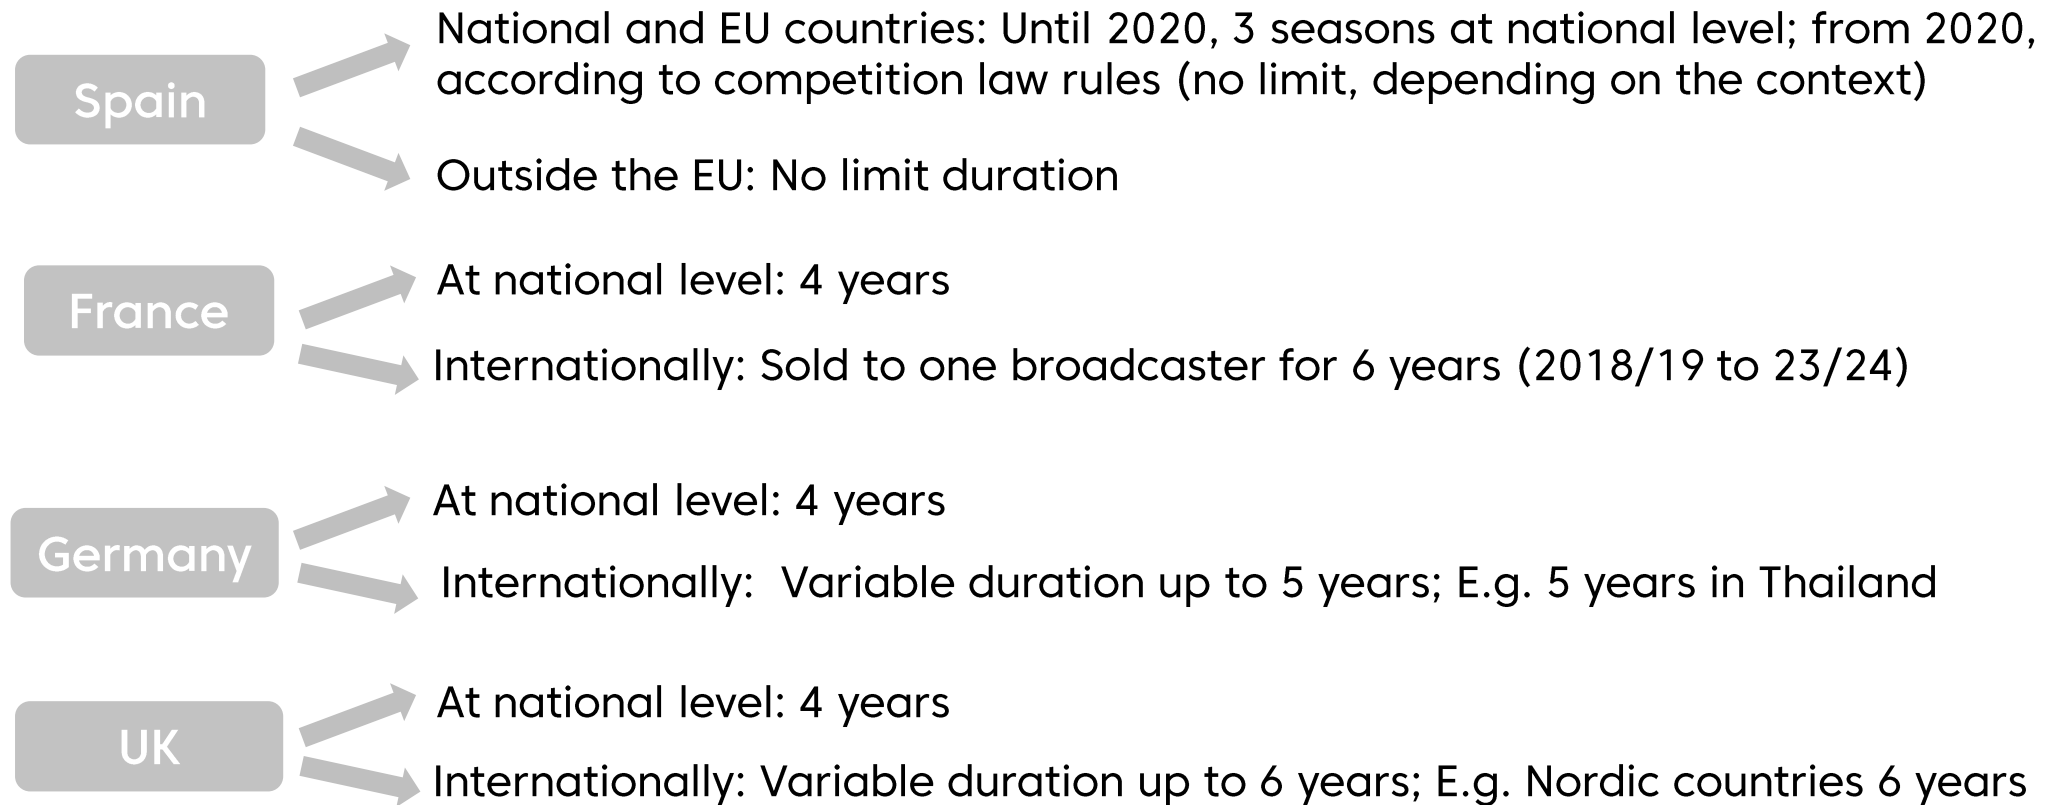 Spain
National and EU countries: Until 2020, 3 seasons at national level; from 2020,
according to competition law rules (no limit, depending on the context)
Outside the EU: No limit duration
France
At national level: 4 years
Internationally: Sold to one broadcaster for 6 years (2018/19 to 23/24)
Germany
At national level: 4 years
Internationally:  Variable duration up to 5 years; E.g. 5 years in Thailand
UK
At national level: 4 years
Internationally: Variable duration up to 6 years; E.g. Nordic countries 6 years